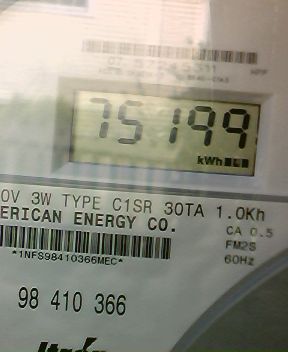 75199
kWh
0V 3W TYPE C1SR 30TA 1.0Kh
ERICAN ENERGY CO.
CA 0.5
FM2S
60Hz
*1NFS98410366MEC*
98 410 366
Itron